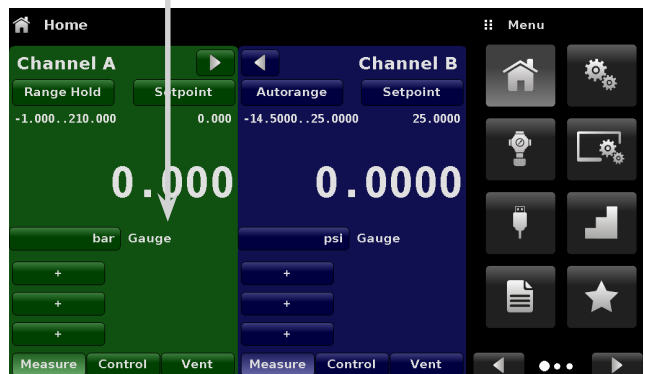 Home
Menu
Channel A
Channel B
Range Hold
Setpoint
Autorange
Setpoint
-1.000..210.000
0.000
-14.5000..25.0000
25.0000
0.000
0.0000
bar
Gauge
psi
Gauge
+
+
+
+
+
+
Measure
Control
Vent
Measure
Control
Vent